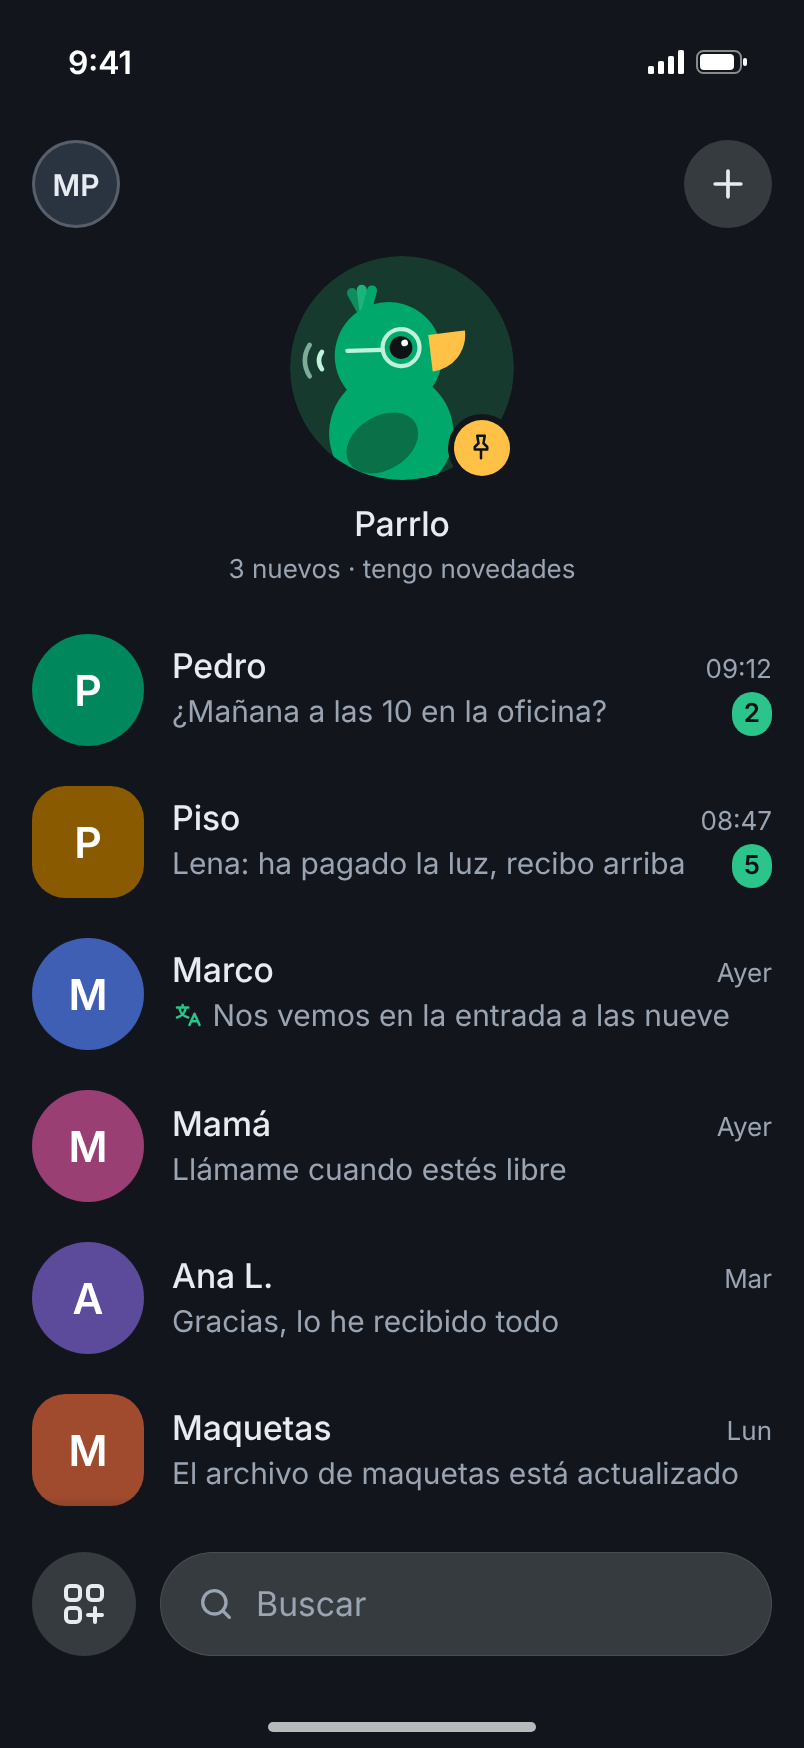 9:41
MP
Parrlo
3 nuevos · tengo novedades
P
Pedro
09:12
¿Mañana a las 10 en la oficina?
2
P
Piso
08:47
Lena: ha pagado la luz, recibo arriba
5
M
Marco
Ayer
Nos vemos en la entrada a las nueve
M
Mamá
Ayer
Llámame cuando estés libre
A
Ana L.
Mar
Gracias, lo he recibido todo
M
Maquetas
Lun
El archivo de maquetas está actualizado
Buscar